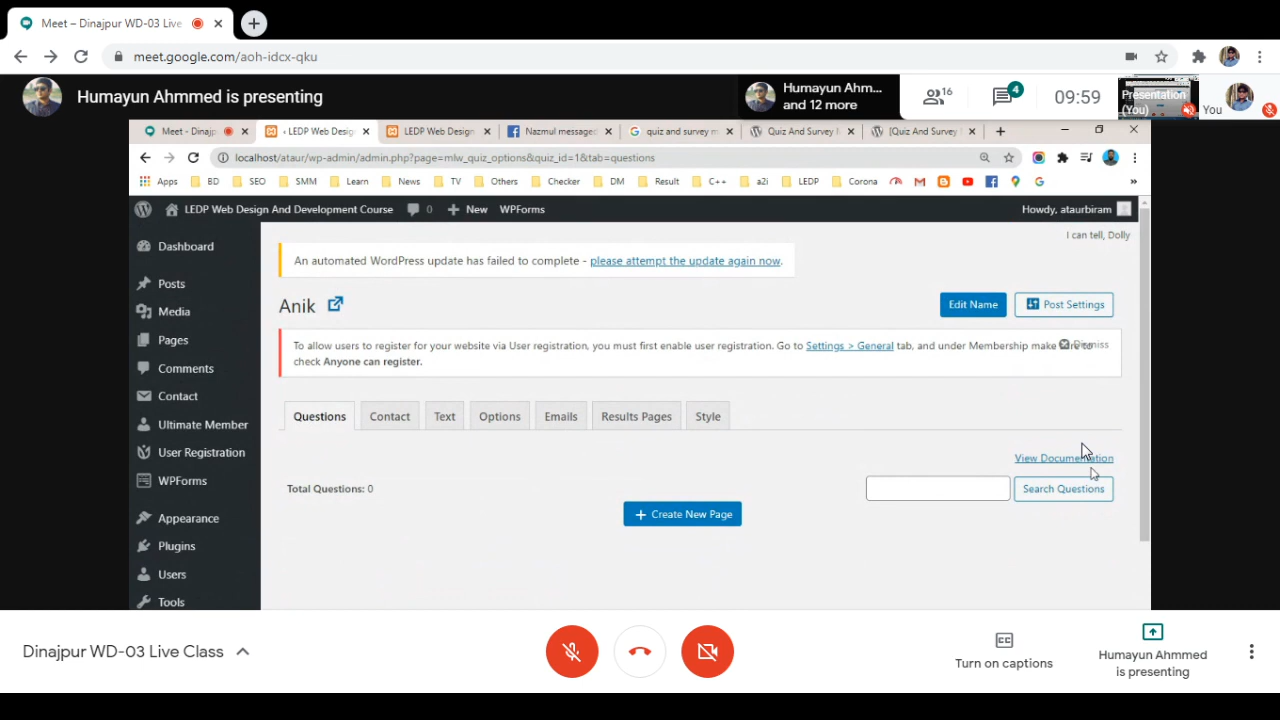 Meet – Dinajpur WD-03 Live
meet.google.com/aoh-idcx-qku
Humayun Ahmmed is presenting
Humayun Ahm...
and 12 more
16
4
09:59
Presentation
(You)
You
Meet - Dinajp
‹ LEDP Web Desig
LEDP Web Design
Nazmul messages
quiz and survey m
Quiz And Survey M
[Quiz And Survey
localhost/ataur/wp-admin/admin.php?page=mlw_quiz_options&quiz_id=1&tab=questions
Apps BD SEO SMM Learn News TV Others Checker DM Result C++ a2i LEDP Corona
LEDP Web Design And Development Course 0 New WPForms Howdy, ataurbiram
I can tell, Dolly
Dashboard
Posts
Media
Pages
Comments
Contact
Ultimate Member
User Registration
WPForms
Appearance
Plugins
Users
Tools
An automated WordPress update has failed to complete - please attempt the update again now.
Anik
Edit Name
Post Settings
To allow users to register for your website via User registration, you must first enable user registration. Go to Settings > General tab, and under Membership make sure to
Dismiss
check Anyone can register.
Questions Contact Text Options Emails Results Pages Style
View Documentation
Total Questions: 0
Search Questions
+ Create New Page
Dinajpur WD-03 Live Class
Turn on captions
Humayun Ahmmed
is presenting